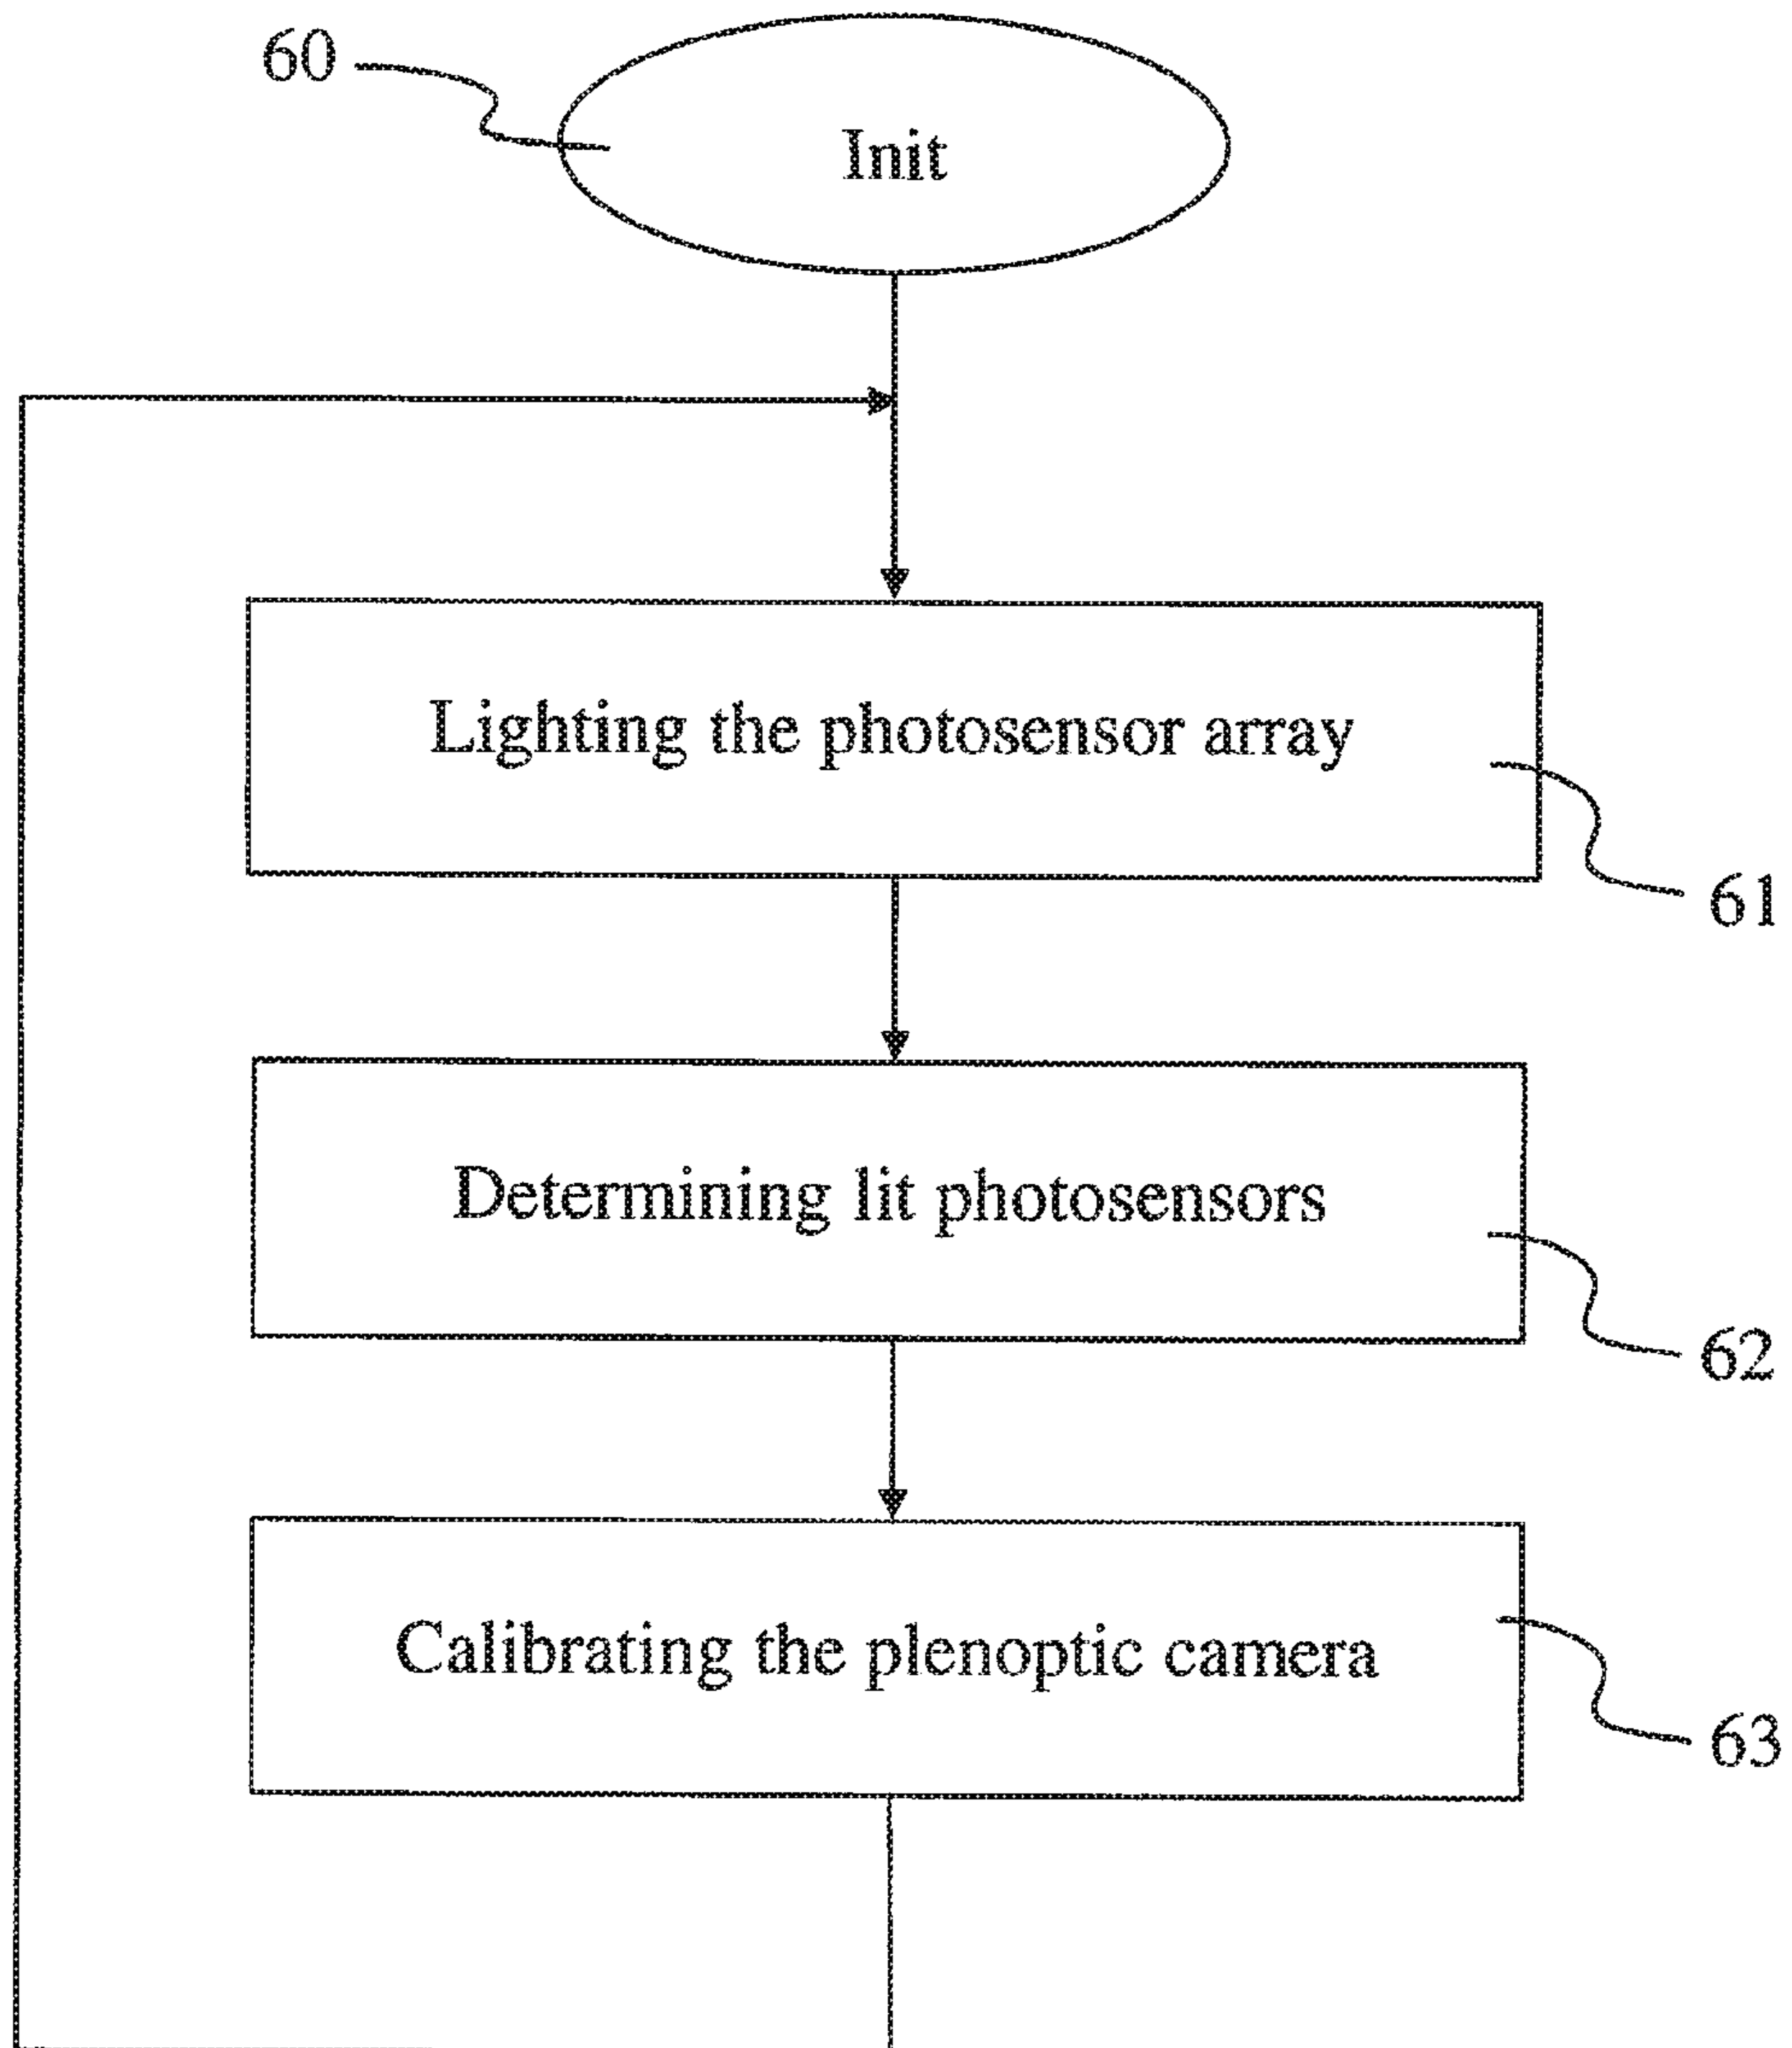 60
Init
Lighting the photosensor array
61
Determining lit photosensors
62
Calibrating the plenoptic camera
63